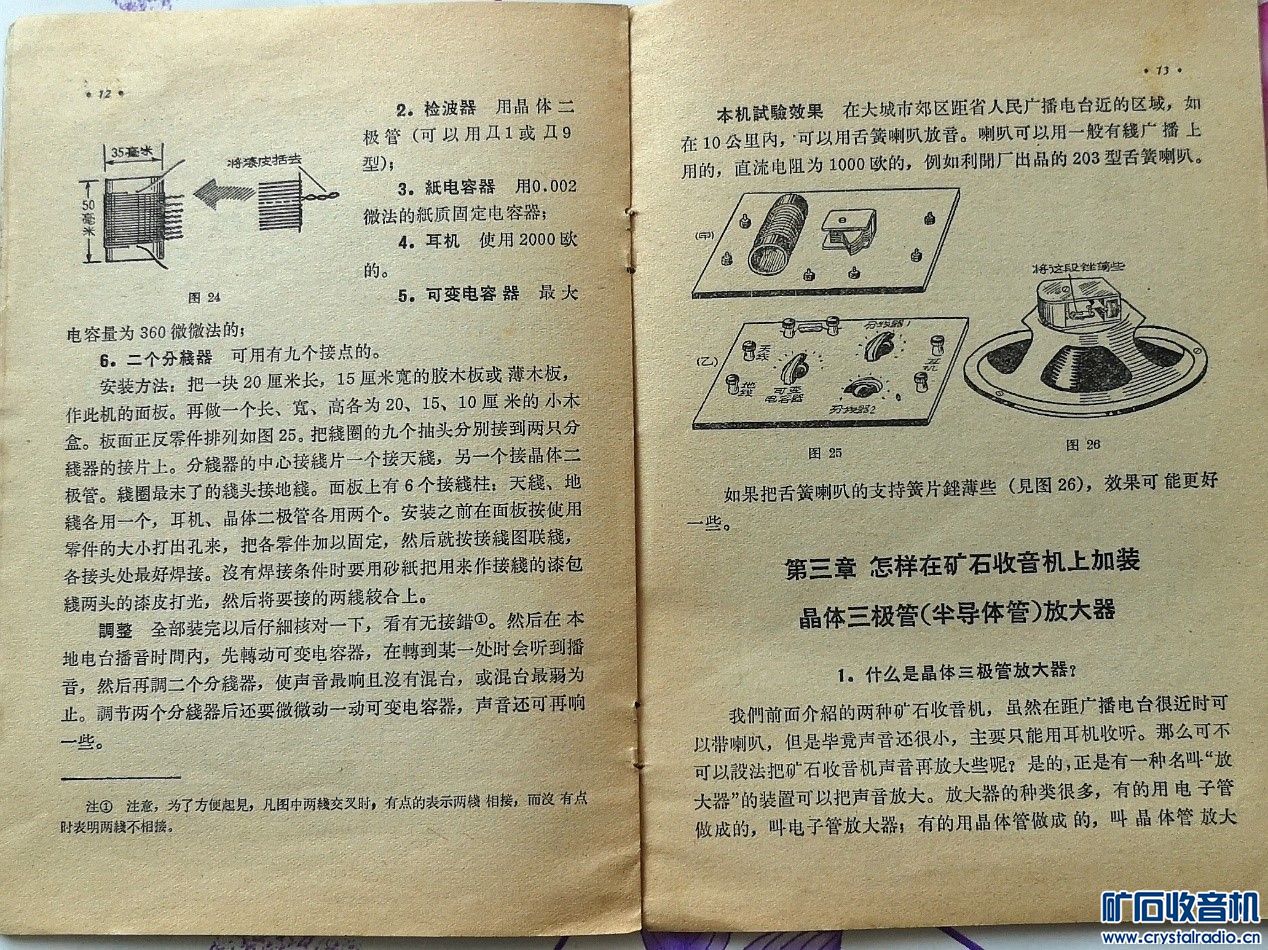 • 12 •
35毫米
将漆皮括去
50毫米
图 24
2。检波器 用晶体二
极管(可以用Д1或Д9
型);
3。紙电容器 用0.002
微法的紙质固定电容器;
4。耳机 使用2000欧
的。
5。可变电容器 最大
电容量为360微微法的;
6。二个分綫器 可用有九个接点的。
安装方法：把一块20厘米长，15厘米宽的胶木板或薄木板，
作此机的面板。再做一个长、宽、高各为20、15、10厘米的小木
盒。板面正反零件排列如图25。把綫圈的九个抽头分别接到两只分
綫器的接片上。分綫器的中心接綫片一个接天綫，另一个接晶体二
极管。綫圈最末了的綫头接地綫。面板上有6个接綫柱；天綫、地
綫各用一个，耳机、晶体二极管各用两个。安装之前在面板按使用
零件的大小打出孔来，把各零件加以固定，然后就按接綫图联綫，
各接头处最好焊接。沒有焊接条件时要用砂紙把用来作接綫的漆包
綫两头的漆皮打光，然后将要接的两綫絞合上。
調整 全部装完以后仔細核对一下，看有无接錯①。然后在本
地电台播音时間内，先轉动可变电容器，在轉到某一处时会听到播
音，然后再調二个分綫器，使声音最响且沒有混台，或混台最弱为
止。調节两个分綫器后还要微微动一动可变电容器，声音还可再响
一些。
注① 注意，为了方便起見，凡图中两綫交叉时，有点的表示两綫相接，而沒有点
时表明两綫不相接。
• 13 •
本机試驗效果 在大城市郊区距省人民广播电台近的区域，如
在10公里内，可以用舌簧喇叭放音。喇叭可以用一般有綫广播上
用的，直流电阻为1000欧的，例如利開厂出品的203型舌簧喇叭。
(甲)
(乙)
天线
地线
可变
电容器
分线器1
分线器2
耳机
图 25
将这段銼薄些
图 26
如果把舌簧喇叭的支持簧片銼薄些(見图26)，效果可能更好
一些。
第三章 怎样在矿石收音机上加装
晶体三极管(半导体管)放大器
1。什么是晶体三极管放大器?
我們前面介紹的两种矿石收音机，虽然在距广播电台很近时可
以带喇叭，但是毕竟声音还很小，主要只能用耳机收听。那么可不
可以設法把矿石收音机声音再放大些呢？是的，正是有一种名叫“放
大器”的装置可以把声音放大。放大器的种类很多，有的用电子管
做成的，叫电子管放大器；有的用晶体管做成的，叫晶体管放大
矿石收音机
www.crystalradio.cn